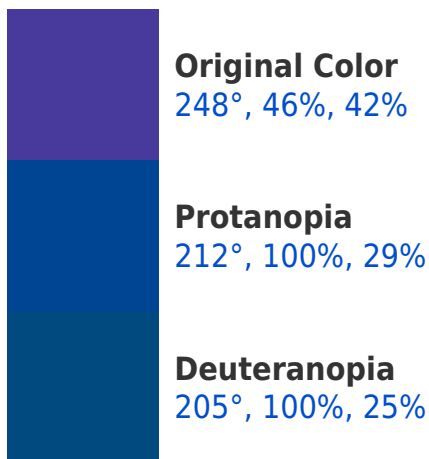 Original Color
248°, 46%, 42%
Protanopia
212°, 100%, 29%
Deuteranopia
205°, 100%, 25%